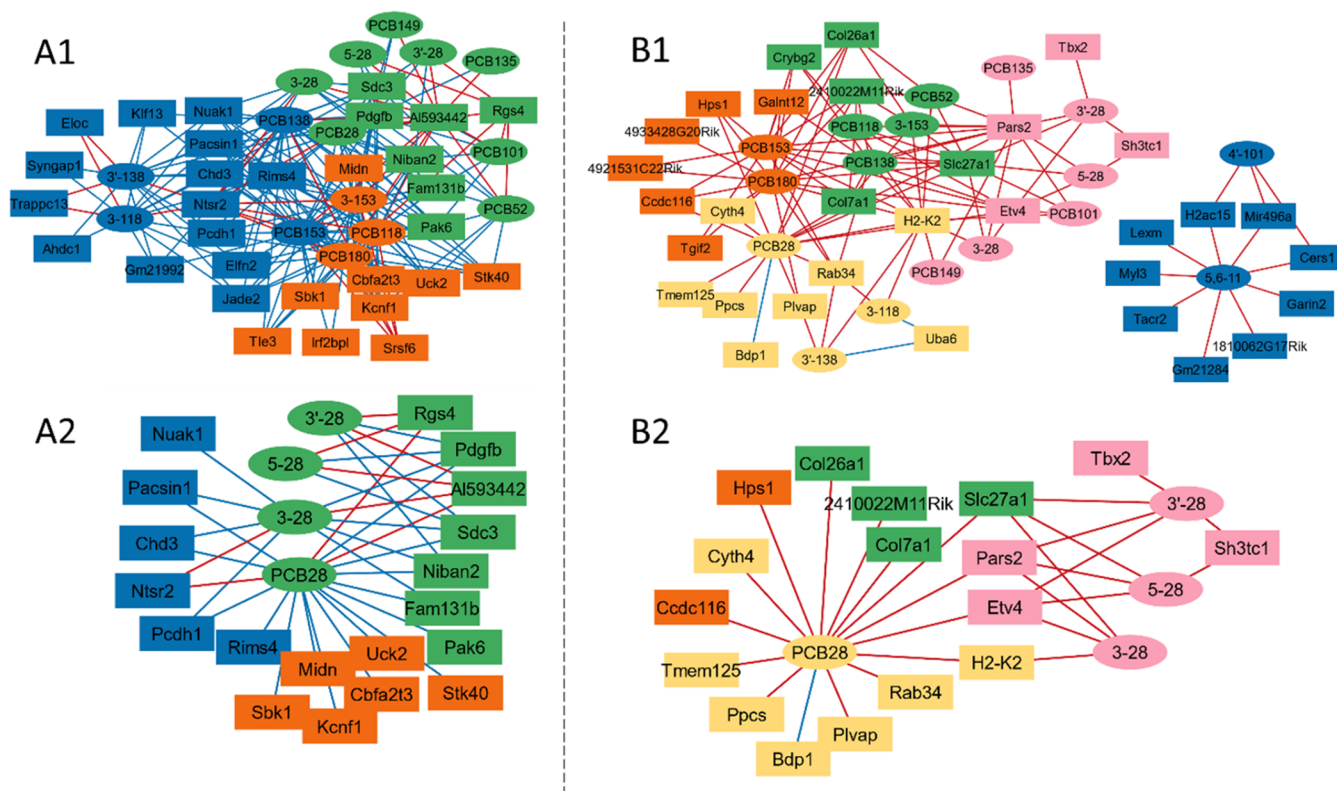 A1
PCB149
5-28
3'-28
PCB135
3-28
Sdc3
Klf13
Nuak1
PCB138
Pdgfb
AI593442
Rgs4
Eloc
Pacsin1
PCB28
Niban2
PCB101
Syngap1
3'-138
Chd3
Rims4
Midn
Fam131b
Trappc13
Ntsr2
3-153
PCB52
3-118
Pcdh1
PCB153
PCB118
Pak6
Ahdc1
Gm21992
Elfn2
PCB180
Jade2
Sbk1
Cbfa2t3
Uck2
Stk40
Kcnf1
Tle3
Irf2bpl
Srsf6
B1
Col26a1
Tbx2
Crybg2
PCB135
2410022M11Rik
PCB52
3'-28
Hps1
Galnt12
4933428G20Rik
PCB118
3-153
Pars2
PCB153
Sh3tc1
4921531C22Rik
PCB138
Slc27a1
5-28
PCB180
Ccdc116
Col7a1
Etv4
PCB101
Cyth4
H2-K2
Tgif2
PCB28
3-28
Rab34
PCB149
Tmem125
Ppcs
Plvap
3-118
Uba6
Bdp1
3'-138
4'-101
H2ac15
Mir496a
Lexm
Cers1
Myl3
5,6-11
Garin2
Tacr2
1810062G17Rik
Gm21284
A2
3'-28
Rgs4
Nuak1
5-28
Pdgfb
Pacsin1
AI593442
3-28
Chd3
Sdc3
PCB28
Niban2
Ntsr2
Fam131b
Pcdh1
Rims4
Uck2
Pak6
Midn
Cbfa2t3
Stk40
Sbk1
Kcnf1
B2
Col26a1
Tbx2
Hps1
2410022M11Rik
Slc27a1
3'-28
Cyth4
Col7a1
Pars2
Sh3tc1
5-28
Ccdc116
Etv4
PCB28
3-28
Tmem125
H2-K2
Rab34
Ppcs
Plvap
Bdp1